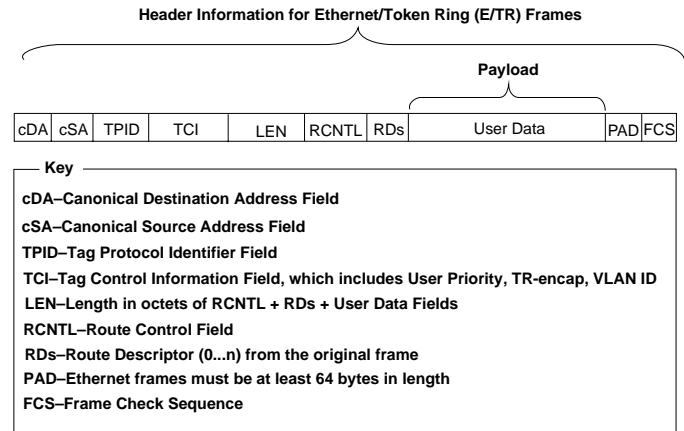 Header Information for Ethernet/Token Ring (E/TR) Frames
Payload
cDA cSA TPID TCI LEN RCNTL RDs User Data PAD FCS
Key
cDA–Canonical Destination Address Field
cSA–Canonical Source Address Field
TPID–Tag Protocol Identifier Field
TCI–Tag Control Information Field, which includes User Priority, TR-encap, VLAN ID
LEN–Length in octets of RCNTL + RDs + User Data Fields
RCNTL–Route Control Field
RDs–Route Descriptor (0...n) from the original frame
PAD–Ethernet frames must be at least 64 bytes in length
FCS–Frame Check Sequence